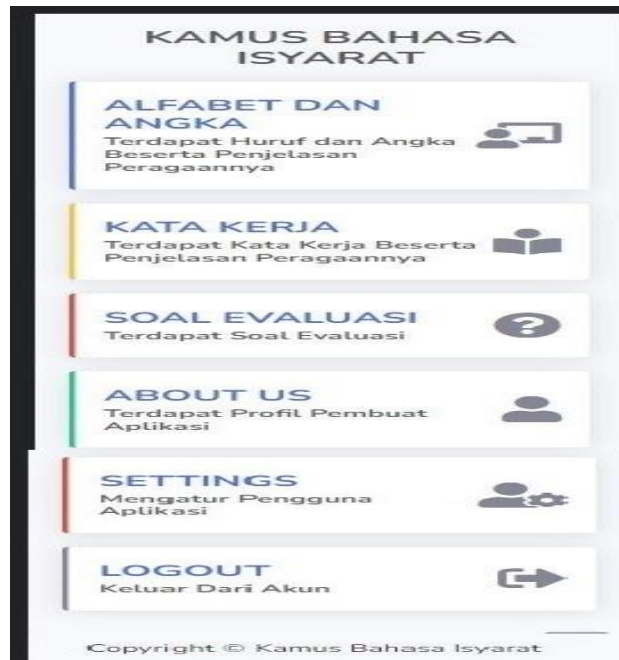 KAMUS BAHASA
ISYARAT
ALFABET DAN
ANGKA
Terdapat Huruf dan Angka
Beserta Penjelasan
Peragaannya
KATA KERJA
Terdapat Kata Kerja Beserta
Penjelasan Peragaannya
SOAL EVALUASI
Terdapat Soal Evaluasi
ABOUT US
Terdapat Profil Pembuat
Aplikasi
SETTINGS
Mengatur Pengguna
Aplikasi
LOGOUT
Keluar Dari Akun
Copyright © Kamus Bahasa Isyarat